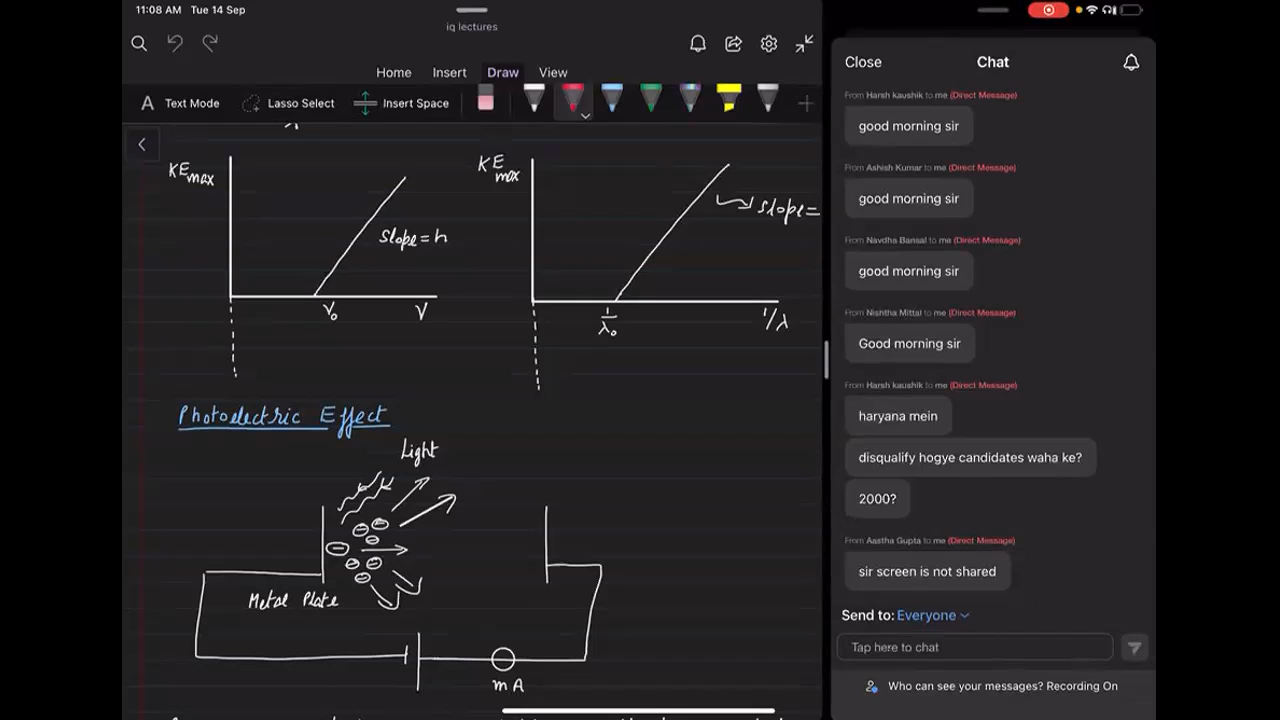 11:08 AM Tue 14 Sep
iq lectures
Home Insert Draw View
A Text Mode Lasso Select Insert Space
KEmax
slope=h
ν₀
ν
KEmax
slope=
1/λ₀
1/λ
Photoelectric Effect
Light
Metal Plate
mA
Close Chat
From Harsh kaushik to me (Direct Message)
good morning sir
From Ashish Kumar to me (Direct Message)
good morning sir
From Navdha Bansal to me (Direct Message)
good morning sir
From Nishtha Mittal to me (Direct Message)
Good morning sir
From Harsh kaushik to me (Direct Message)
haryana mein
disqualify hogye candidates waha ke?
2000?
From Aastha Gupta to me (Direct Message)
sir screen is not shared
Send to: Everyone
Tap here to chat
Who can see your messages? Recording On